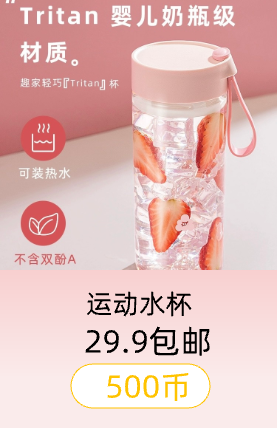 Tritan 婴儿奶瓶级
材质。
趣家轻巧『Tritan』杯
可装热水
不含双酚A
运动水杯
29.9包邮
500币